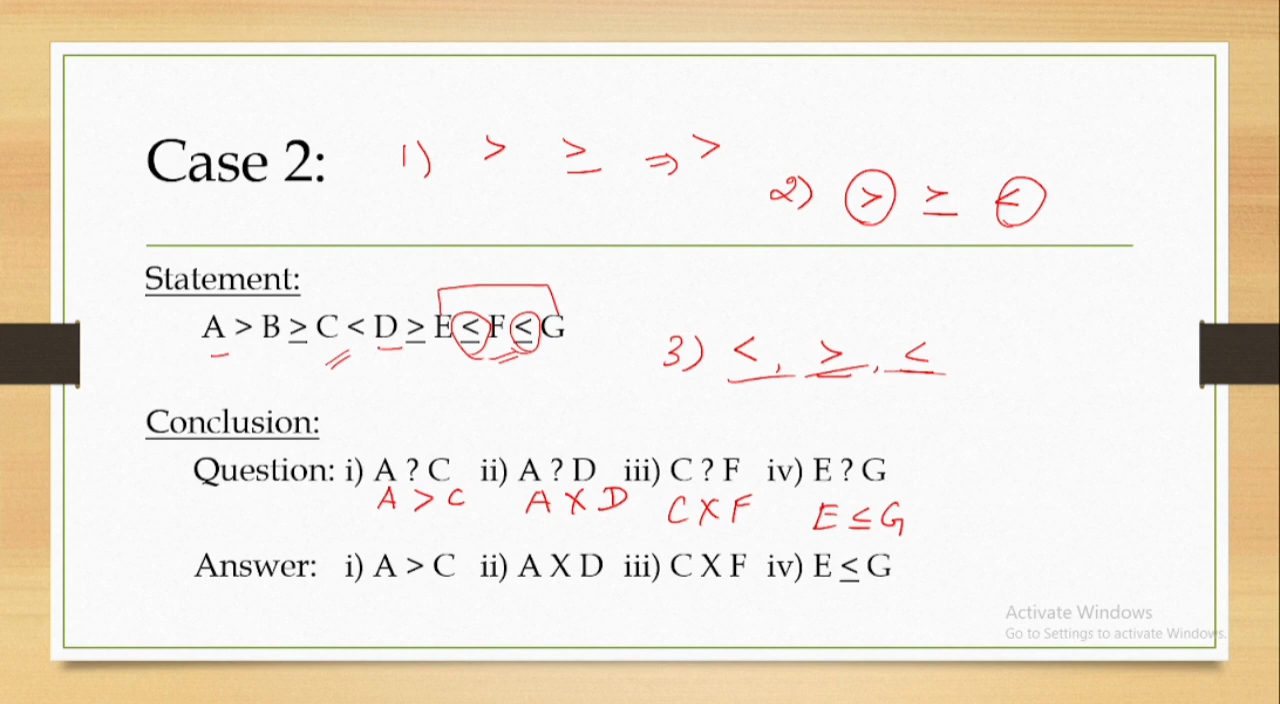 Case 2: 1) > ≥ ⇒ >
2) > ≥ <
Statement:
A > B ≥ C < D ≥ E ≤ F ≤ G
3) <, ≥, ≤
Conclusion:
Question: i) A ? C ii) A ? D iii) C ? F iv) E ? G
A > C A X D C X F E ≤ G
Answer: i) A > C ii) A X D iii) C X F iv) E ≤ G
Activate Windows
Go to Settings to activate Windows.